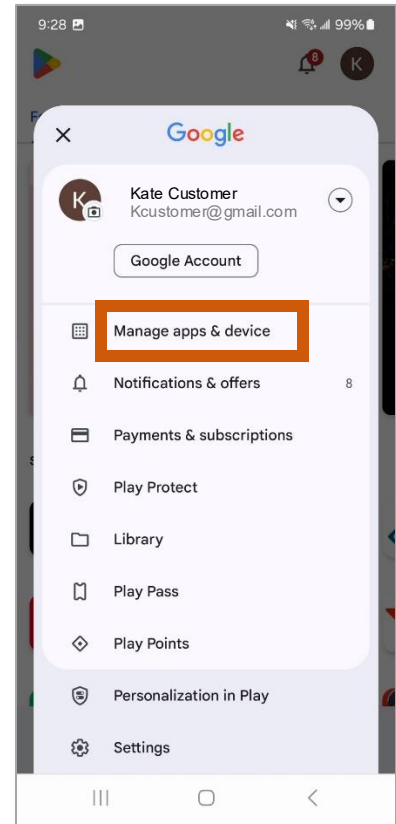 9:28 99%
8
K
Google
K
Kate Customer
Kcustomer@gmail.com
Google Account
Manage apps & device
Notifications & offers 8
Payments & subscriptions
Play Protect
Library
Play Pass
Play Points
Personalization in Play
Settings